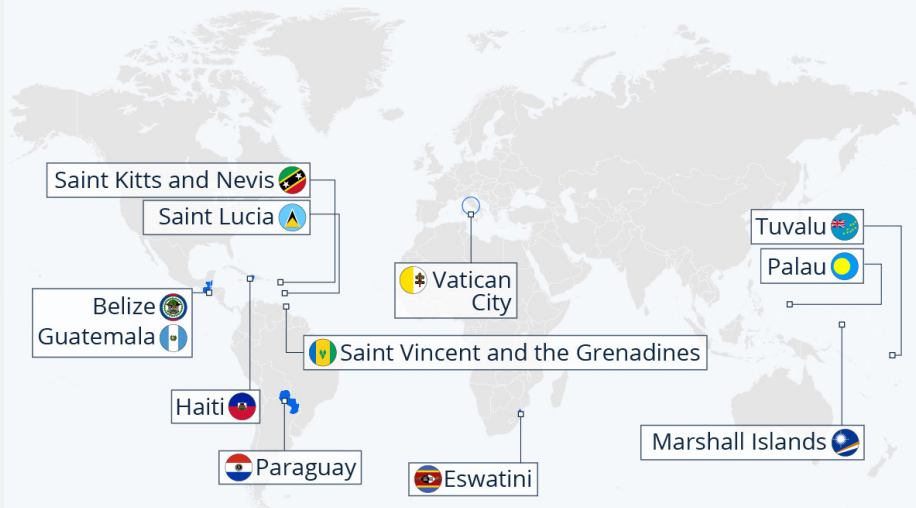 Saint Kitts and Nevis
Saint Lucia
Tuvalu
Palau
Vatican
City
Belize
Guatemala
Saint Vincent and the Grenadines
Haiti
Marshall Islands
Paraguay
Eswatini